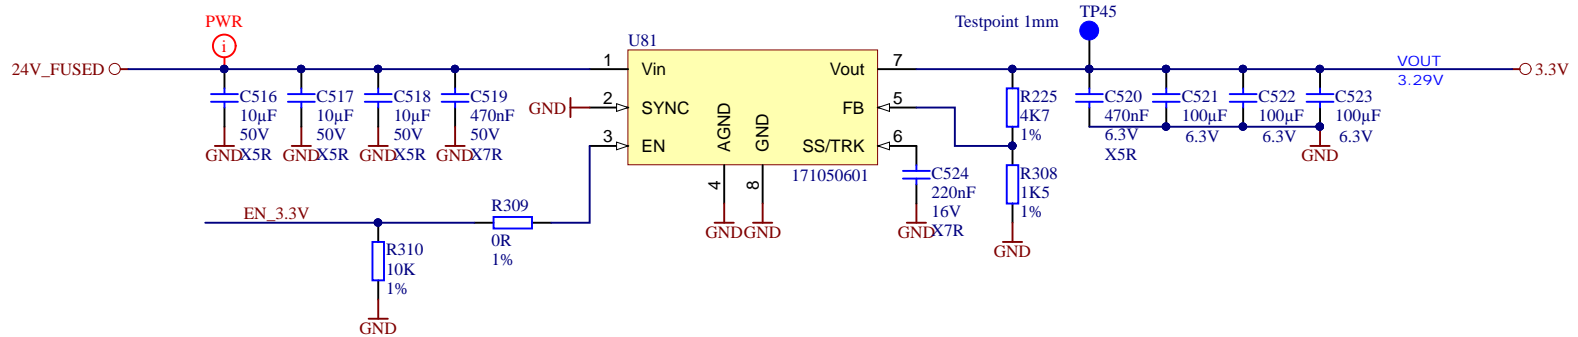 PWR
i
24V_FUSED
C516
10µF
50V
X5R
GND
C517
10µF
50V
X5R
GND
C518
10µF
50V
X5R
GND
C519
470nF
50V
X7R
GND
EN_3.3V
R310
10K
1%
GND
R309
0R
1%
U81
1
Vin
GND
2
SYNC
3
EN
AGND
GND
4
8
GND
GND
Vout
7
FB
5
SS/TRK
6
171050601
C524
220nF
16V
X7R
GND
R225
4K7
1%
R308
1K5
1%
GND
Testpoint 1mm
TP45
C520
470nF
6.3V
X5R
C521
100µF
6.3V
C522
100µF
6.3V
C523
100µF
6.3V
GND
VOUT
3.29V
3.3V